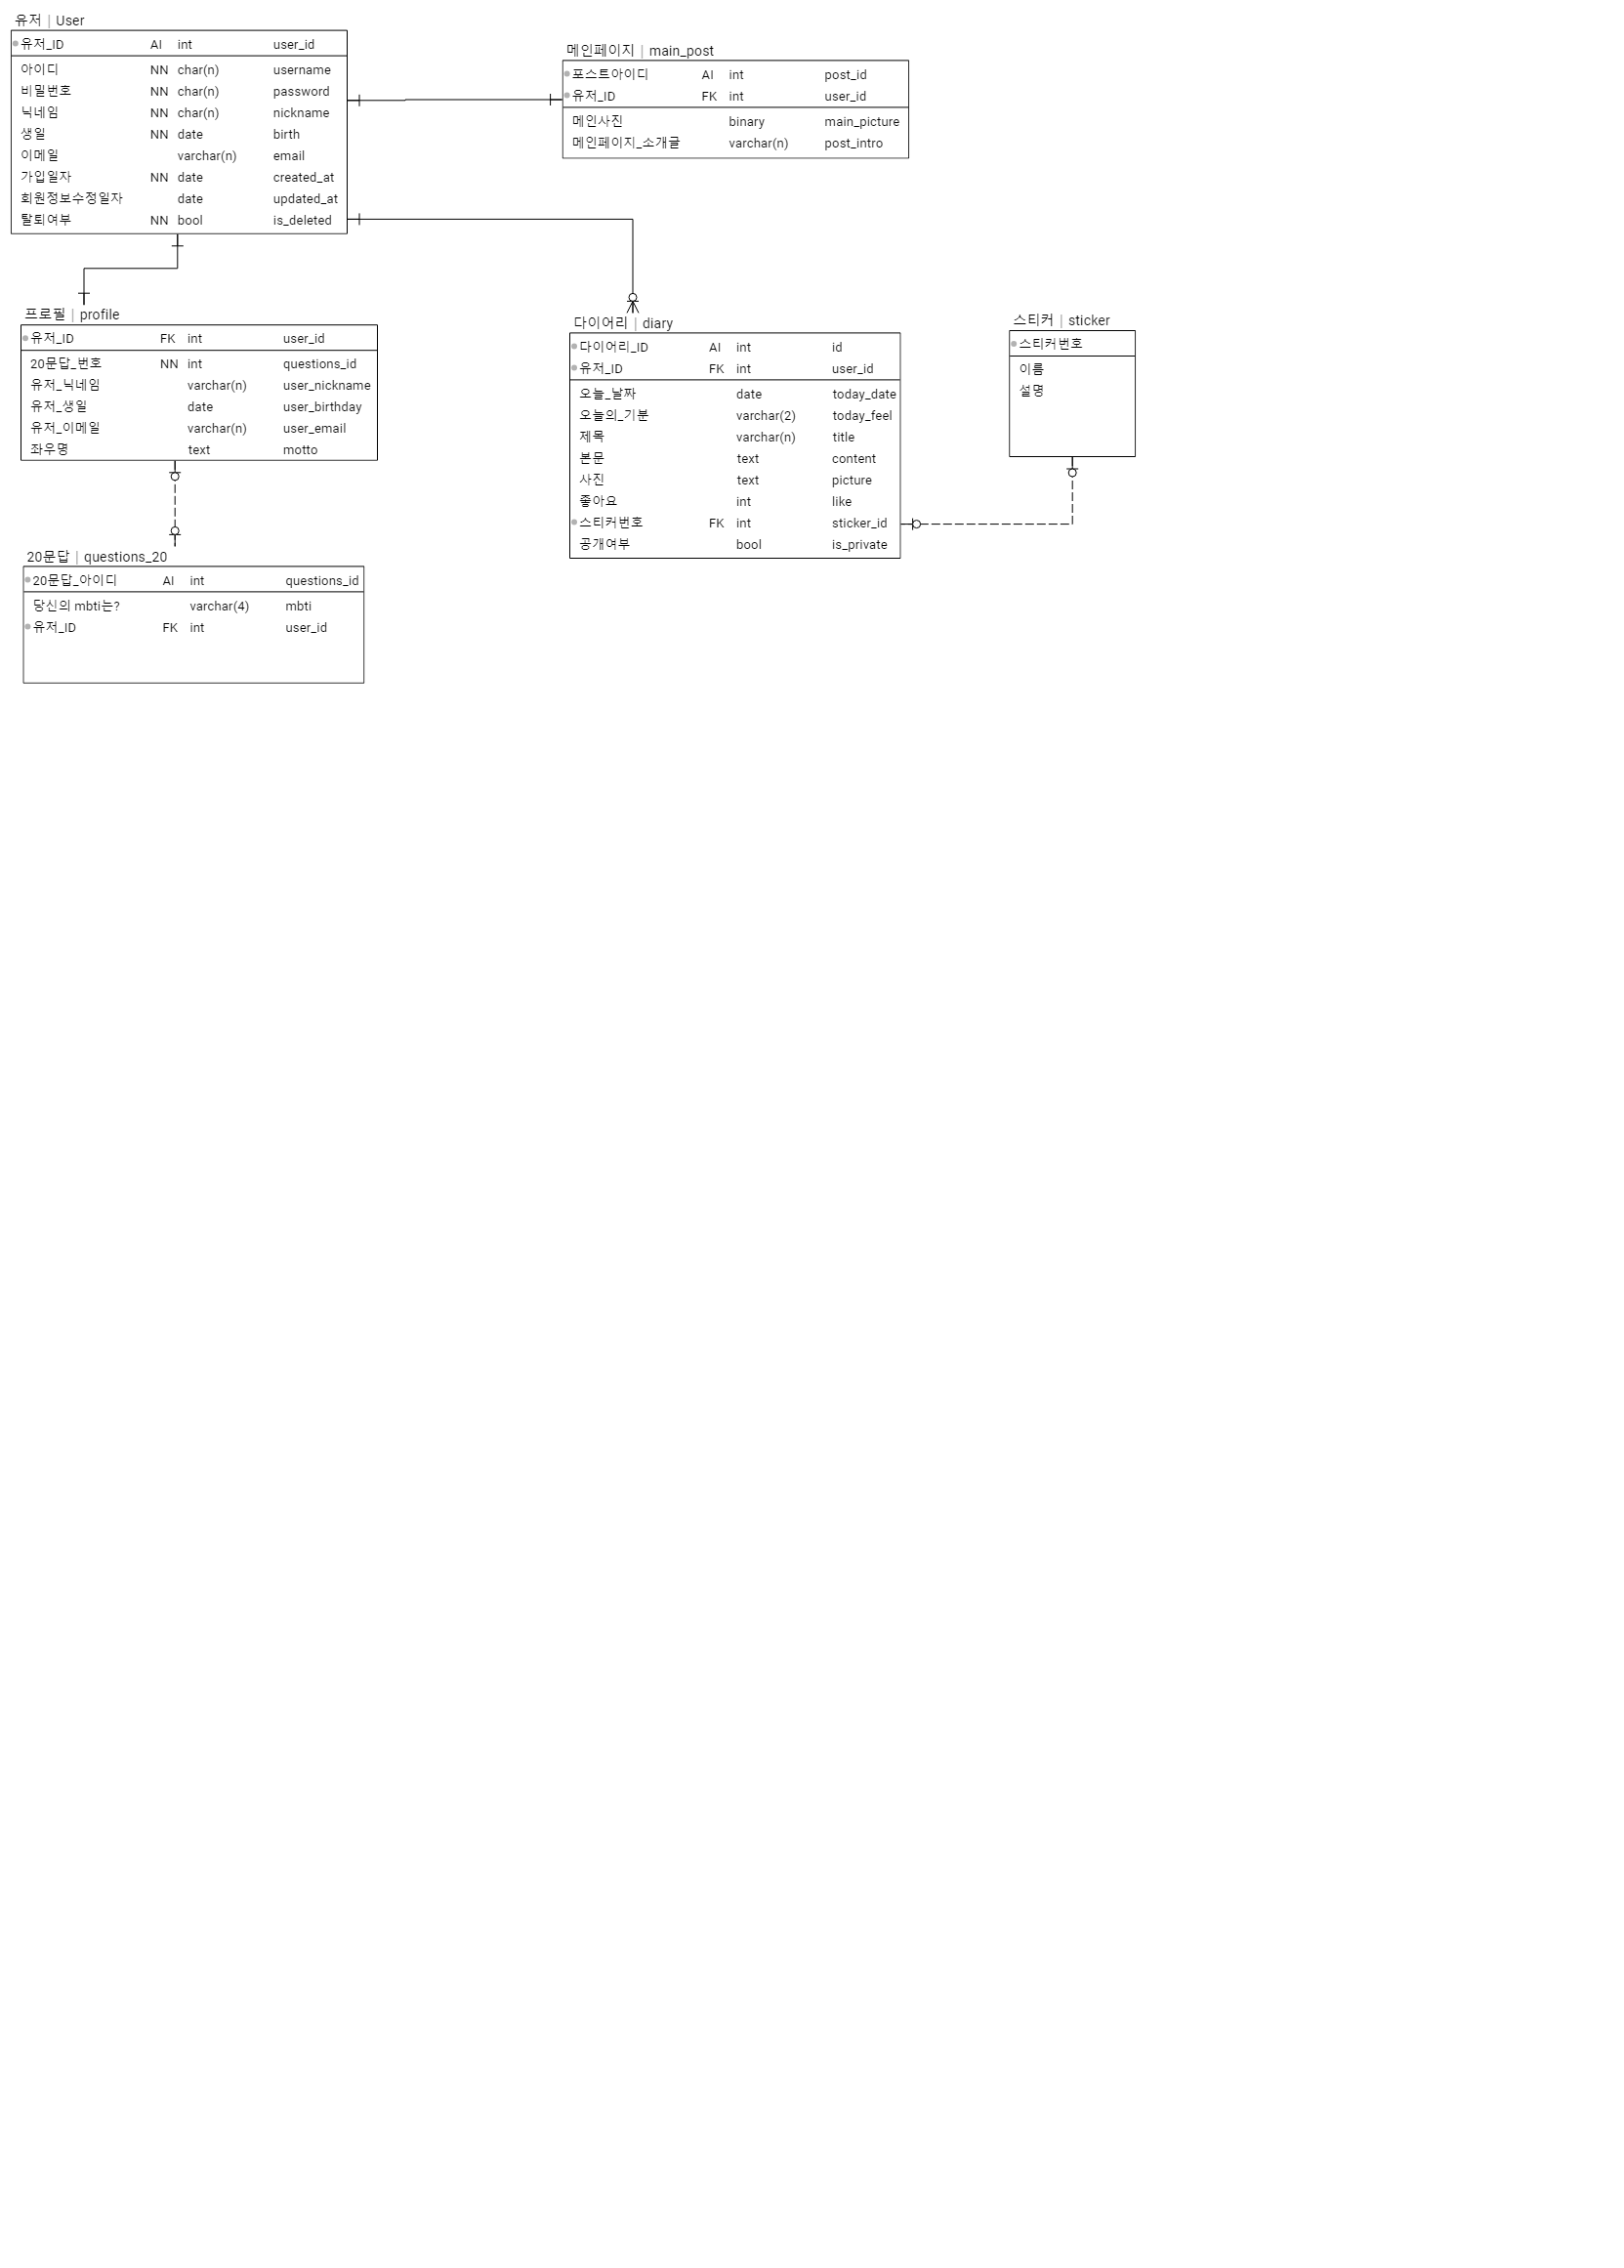 유저 | User
유저_ID AI int user_id
아이디 NN char(n) username
비밀번호 NN char(n) password
닉네임 NN char(n) nickname
생일 NN date birth
이메일 varchar(n) email
가입일자 NN date created_at
회원정보수정일자 date updated_at
탈퇴여부 NN bool is_deleted
메인페이지 | main_post
포스트아이디 AI int post_id
유저_ID FK int user_id
메인사진 binary main_picture
메인페이지_소개글 varchar(n) post_intro
프로필 | profile
유저_ID FK int user_id
20문답_번호 NN int questions_id
유저_닉네임 varchar(n) user_nickname
유저_생일 date user_birthday
유저_이메일 varchar(n) user_email
좌우명 text motto
다이어리 | diary
다이어리_ID AI int id
유저_ID FK int user_id
오늘_날짜 date today_date
오늘의_기분 varchar(2) today_feel
제목 varchar(n) title
본문 text content
사진 text picture
좋아요 int like
스티커번호 FK int sticker_id
공개여부 bool is_private
스티커 | sticker
스티커번호
이름
설명
20문답 | questions_20
20문답_아이디 AI int questions_id
당신의 mbti는? varchar(4) mbti
유저_ID FK int user_id